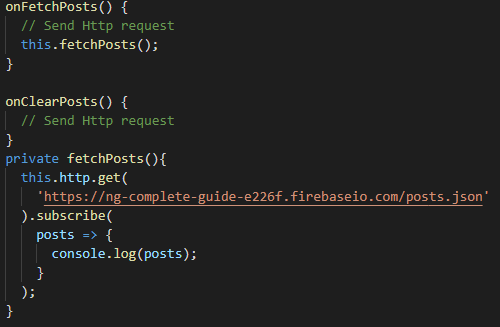 onFetchPosts() {
// Send Http request
this.fetchPosts();
}
onClearPosts() {
// Send Http request
}
private fetchPosts(){
this.http.get(
'https://ng-complete-guide-e226f.firebaseio.com/posts.json'
).subscribe(
posts => {
console.log(posts);
}
);
}